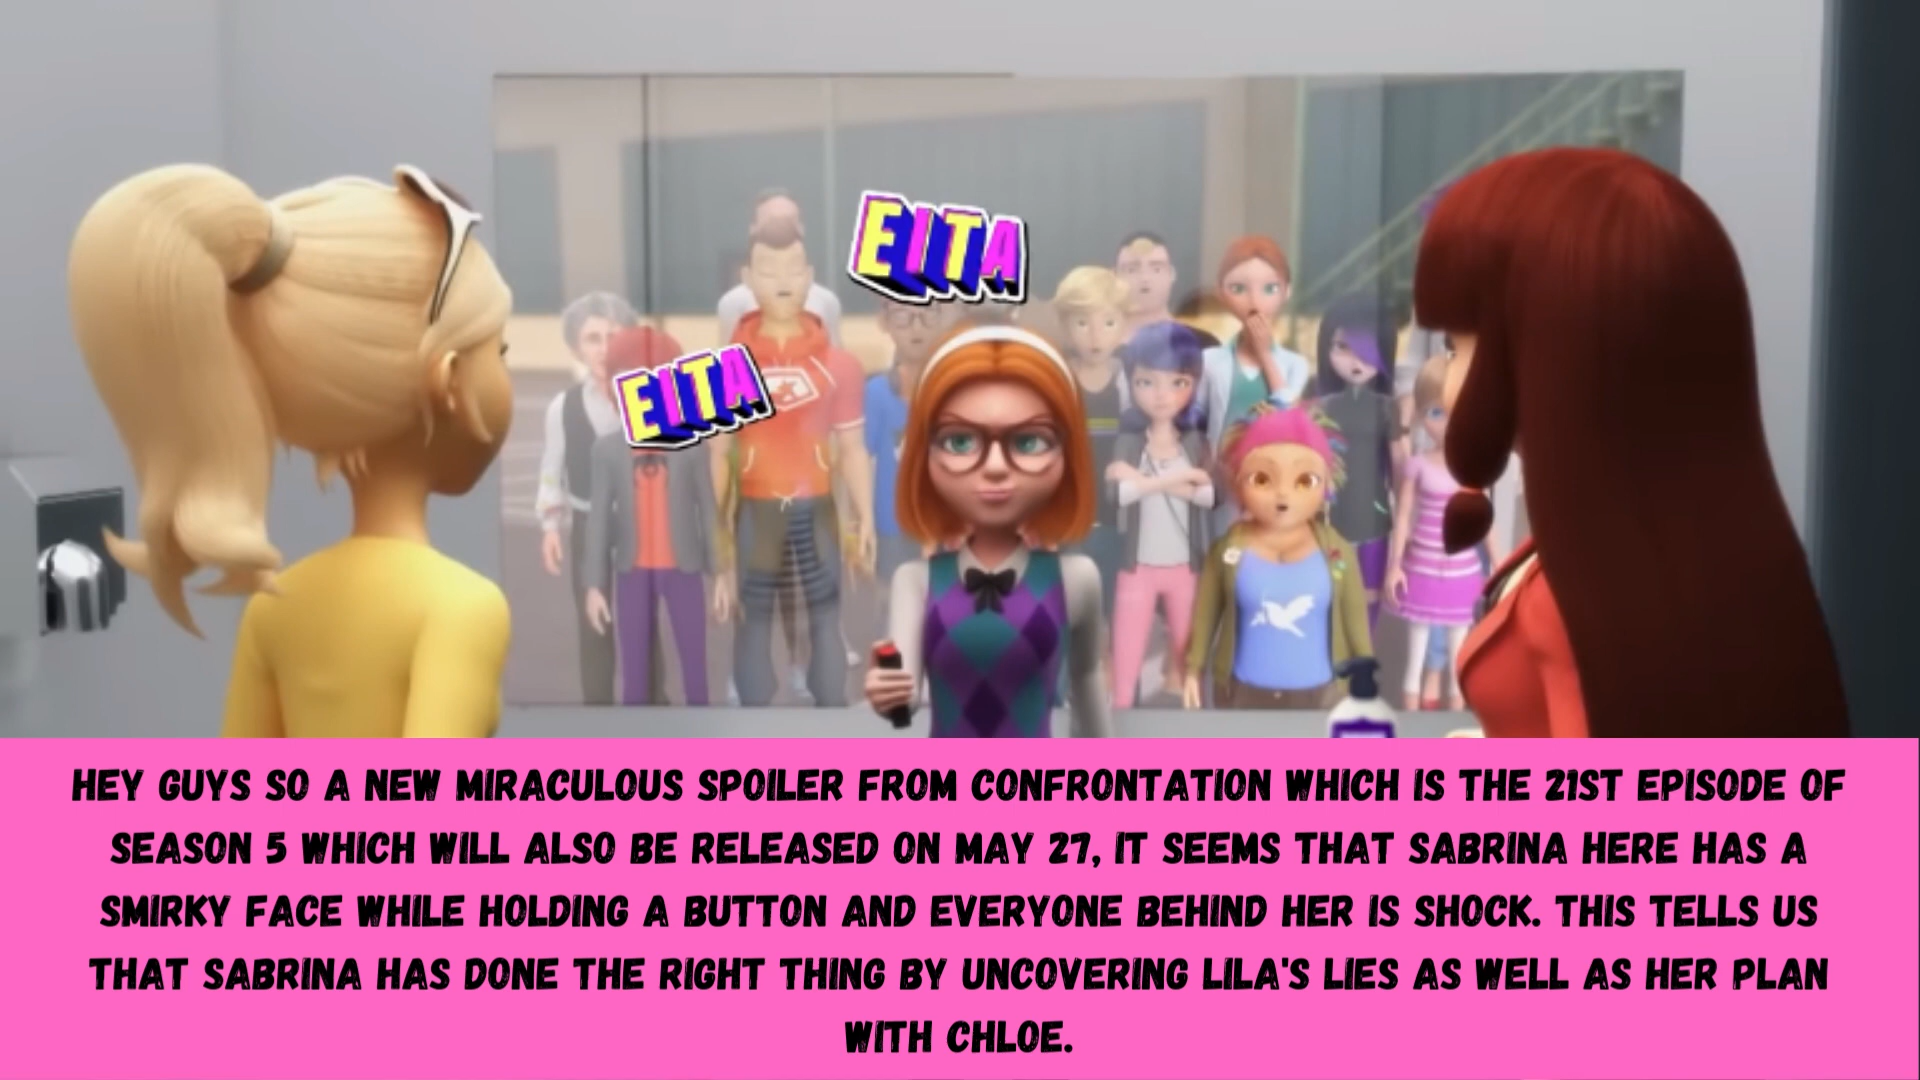 EITA
EITA
HEY GUYS SO A NEW MIRACULOUS SPOILER FROM CONFRONTATION WHICH IS THE 21ST EPISODE OF
SEASON 5 WHICH WILL ALSO BE RELEASED ON MAY 27, IT SEEMS THAT SABRINA HERE HAS A
SMIRKY FACE WHILE HOLDING A BUTTON AND EVERYONE BEHIND HER IS SHOCK. THIS TELLS US
THAT SABRINA HAS DONE THE RIGHT THING BY UNCOVERING LILA'S LIES AS WELL AS HER PLAN
WITH CHLOE.